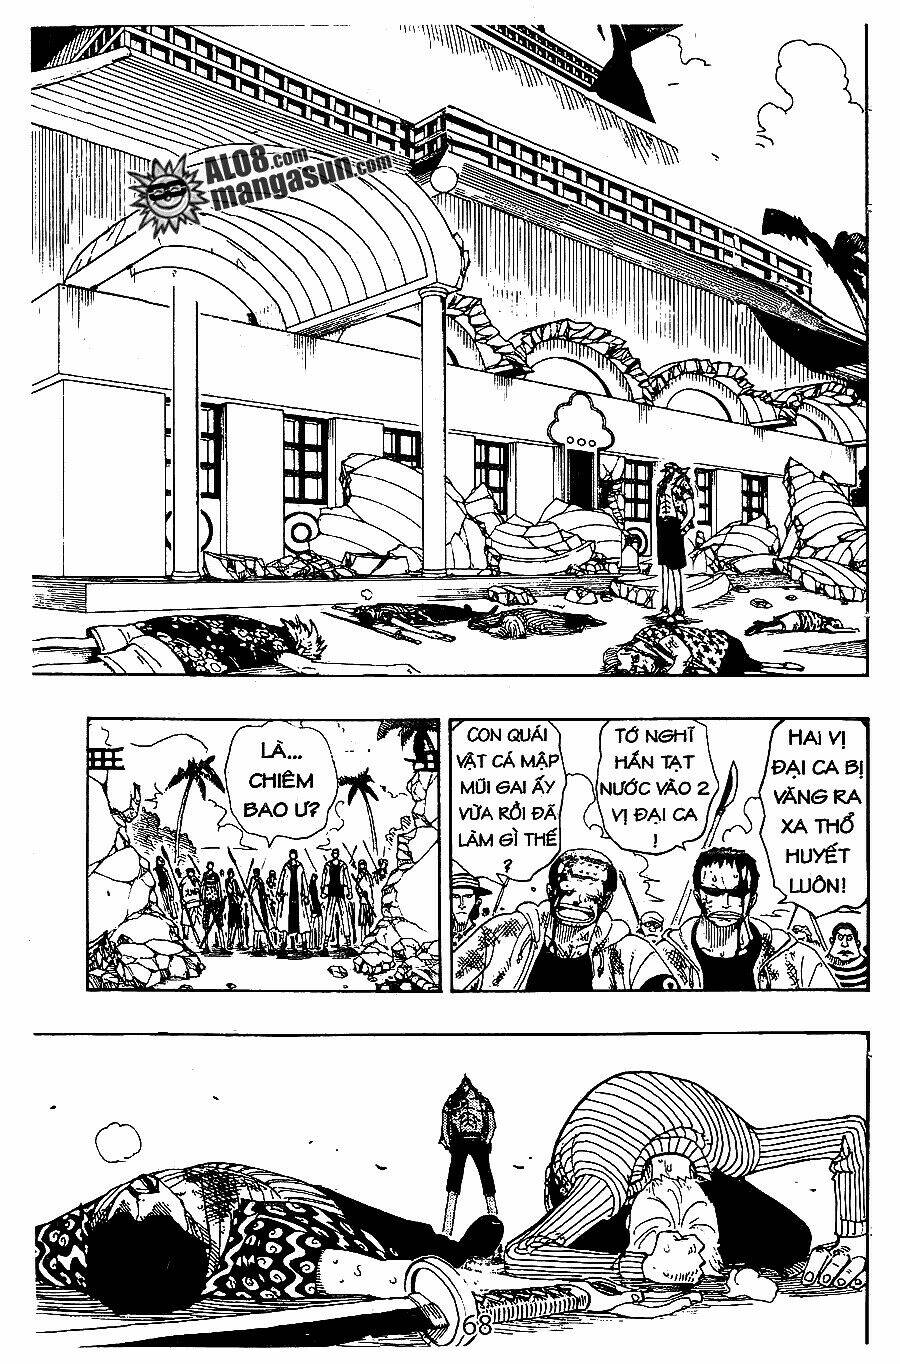 ALO8.com
mangasun.com
HAI VỊ
ĐẠI CA BỊ
VĂNG RA
XA THỔ
HUYẾT
LUÔN!
TỚ NGHĨ
HẮN TẠT
NƯỚC VÀO 2
VỊ ĐẠI CA
!
CON QUÁI
VẬT CÁ MẬP
MŨI GAI ẤY
VỪA RỒI ĐÃ
LÀM GÌ THẾ
?
LÀ...
CHIÊM
BAO Ư?
68